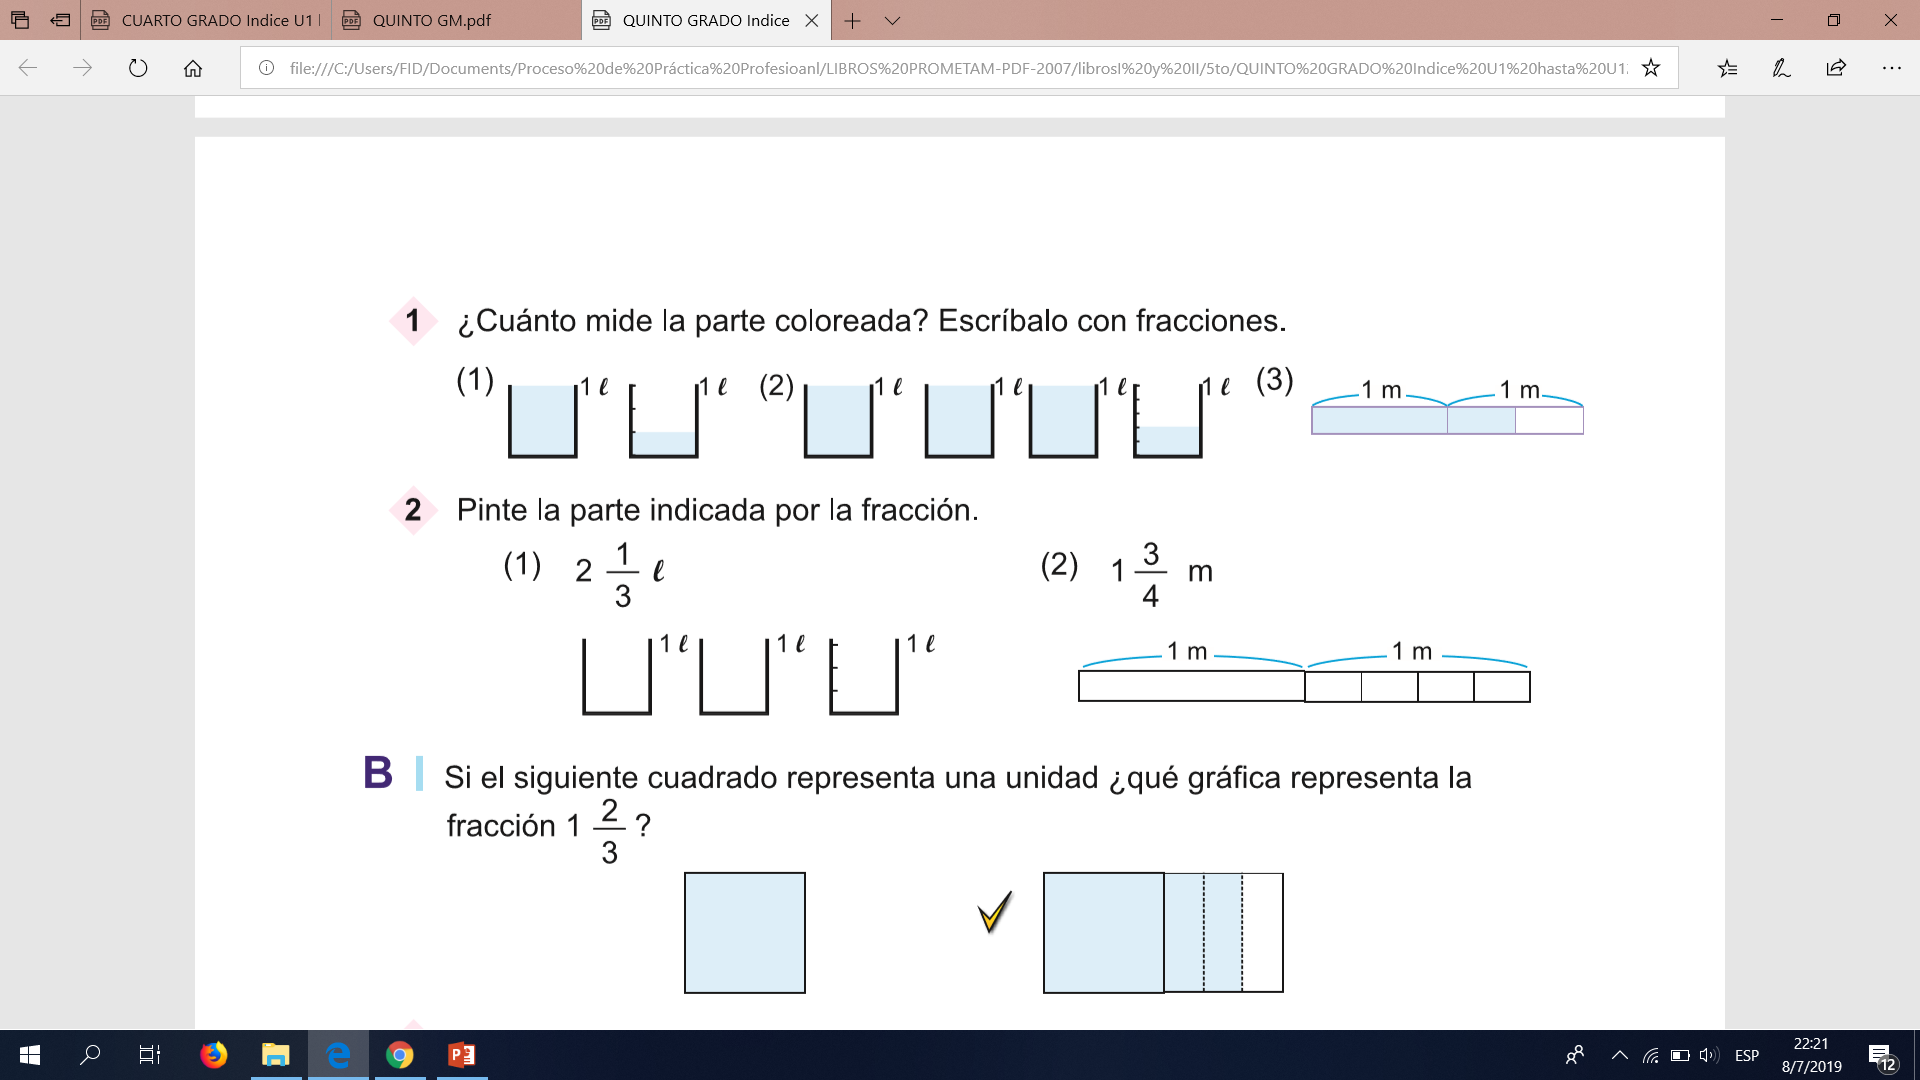 CUARTO GRADO Indice U1 
QUINTO GM.pdf
QUINTO GRADO Indice
file:///C:/Users/FID/Documents/Proceso%20de%20Práctica%20Profesioanl/LIBROS%20PROMETAM-PDF-2007/librosI%20y%20II/5to/QUINTO%20GRADO%20Indice%20U1%20hasta%20U1
1 ¿Cuánto mide la parte coloreada? Escríbalo con fracciones.
(1) 1 ℓ 1 ℓ (2) 1 ℓ 1 ℓ 1 ℓ 1 ℓ (3) 1 m 1 m
2 Pinte la parte indicada por la fracción.
(1) 2 1/3 ℓ (2) 1 3/4 m
1 ℓ 1 ℓ 1 ℓ 1 m 1 m
B Si el siguiente cuadrado representa una unidad ¿qué gráfica representa la
fracción 1 2/3 ?
ESP
22:21
8/7/2019
12